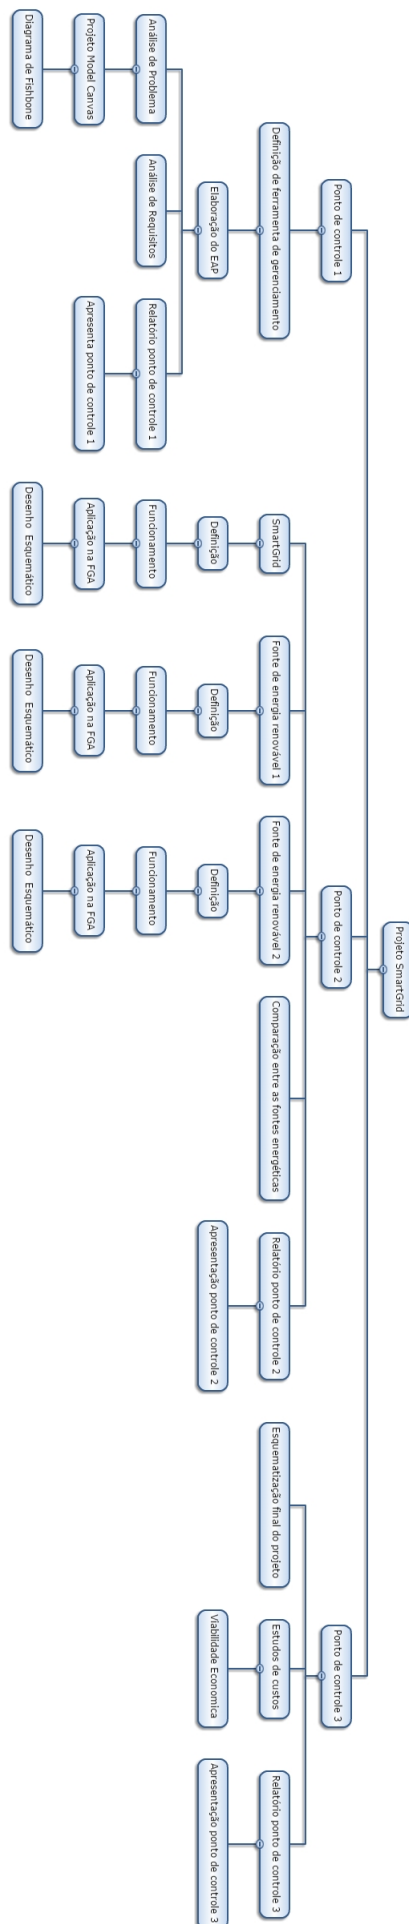 Projeto SmartGrid
Ponto de controle 1
Definição de ferramenta de gerenciamento
Elaboração do EAP
Análise de Problema
Projeto Model Canvas
Diagrama de Fishbone
Análise de Requisitos
Relatório ponto de controle 1
Apresenta ponto de controle 1
Ponto de controle 2
SmartGrid
Definição
Funcionamento
Aplicação na FGA
Desenho Esquemático
Fonte de energia renovável 1
Definição
Funcionamento
Aplicação na FGA
Desenho Esquemático
Fonte de energia renovável 2
Definição
Funcionamento
Aplicação na FGA
Desenho Esquemático
Comparação entre as fontes energéticas
Relatório ponto de controle 2
Apresentação ponto de controle 2
Ponto de controle 3
Esquematização final do projeto
Estudos de custos
Viabilidade Economica
Relatório ponto de controle 3
Apresentação ponto de controle 3